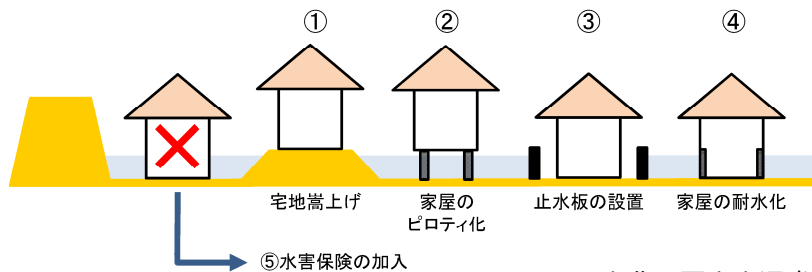 ①
②
③
④
宅地嵩上げ
家屋の
ピロティ化
止水板の設置
家屋の耐水化
⑤水害保険の加入